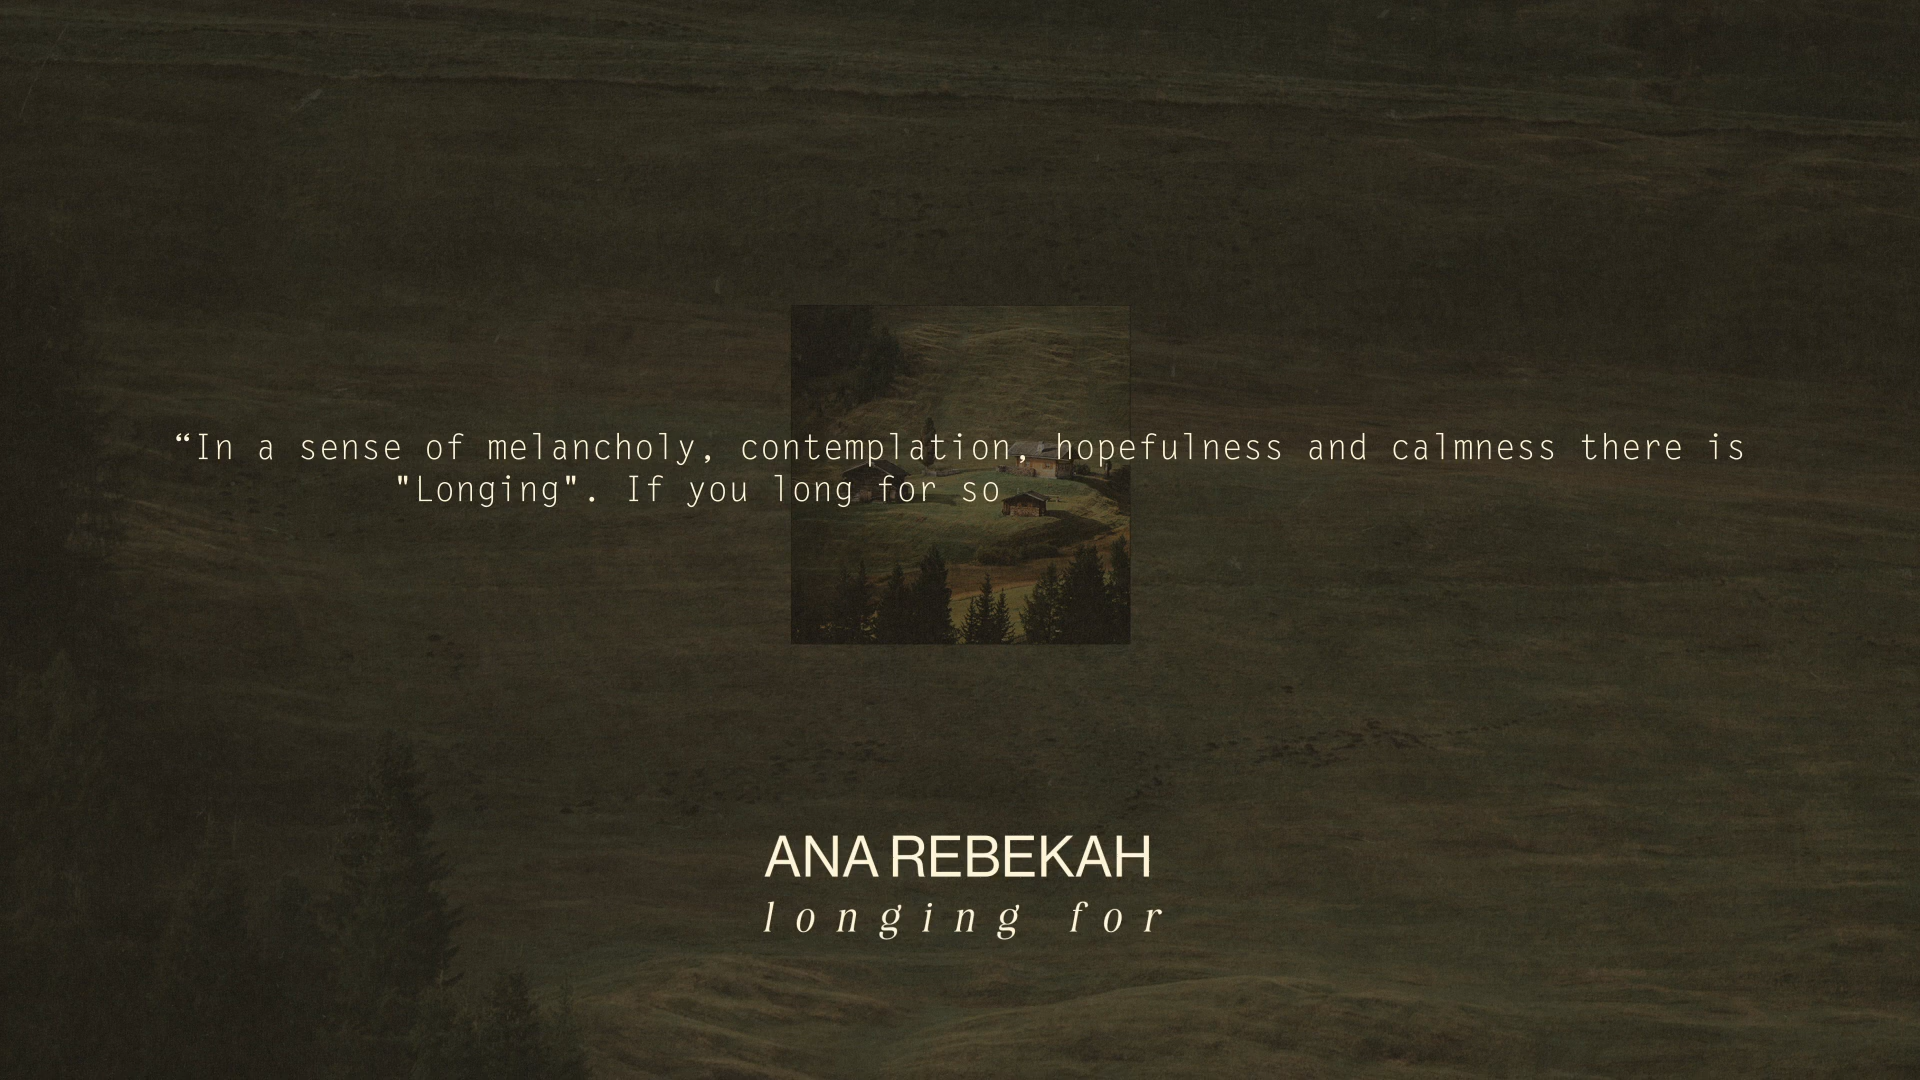 “In a sense of melancholy, contemplation, hopefulness and calmness there is
"Longing". If you long for so
ANA REBEKAH
longing for